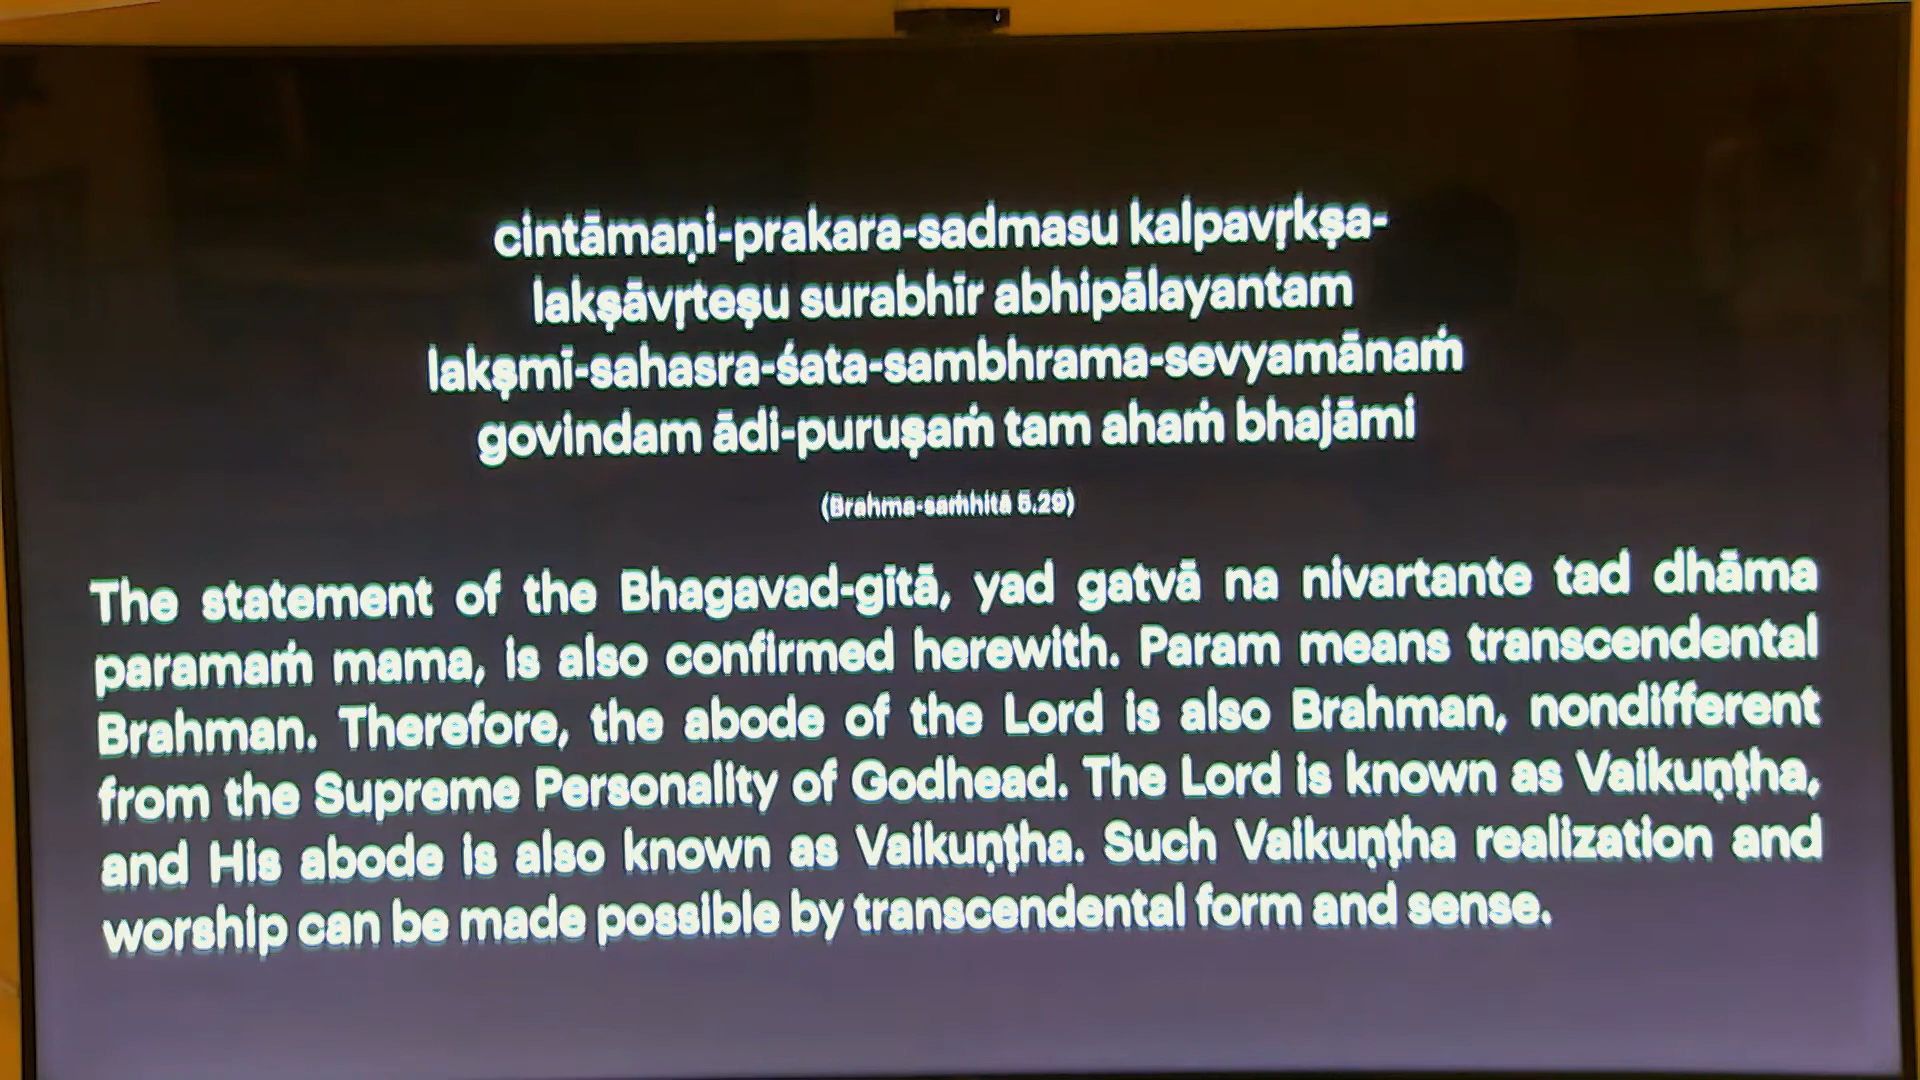 cintāmaṇi-prakara-sadmasu kalpavṛkṣa-
lakṣāvṛteṣu surabhīr abhipālayantam
lakṣmī-sahasra-śata-sambhrama-sevyamānaṁ
govindam ādi-puruṣaṁ tam ahaṁ bhajāmi
(Brahma-saṁhitā 5.29)
The statement of the Bhagavad-gītā, yad gatvā na nivartante tad dhāma
paramaṁ mama, is also confirmed herewith. Param means transcendental
Brahman. Therefore, the abode of the Lord is also Brahman, nondifferent
from the Supreme Personality of Godhead. The Lord is known as Vaikuṇṭha,
and His abode is also known as Vaikuṇṭha. Such Vaikuṇṭha realization and
worship can be made possible by transcendental form and sense.